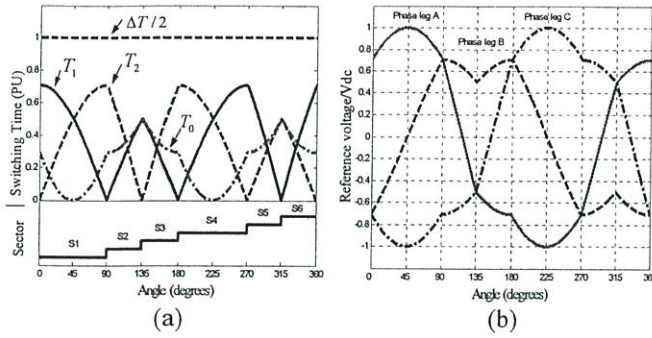 ΔT/2
T1
T2
T0
Switching Time (PU)
1
0.8
0.6
0.4
0.2
0
Sector
S1
S2
S3
S4
S5
S6
0 45 90 135 180 225 270 315 360
Angle (degrees)
(a)
Phase leg A
Phase leg B
Phase leg C
Reference voltage/Vdc
1
0.8
0.6
0.4
0.2
0
-0.2
-0.4
-0.6
-0.8
-1
0 45 90 135 180 225 270 315 360
Angle (degrees)
(b)